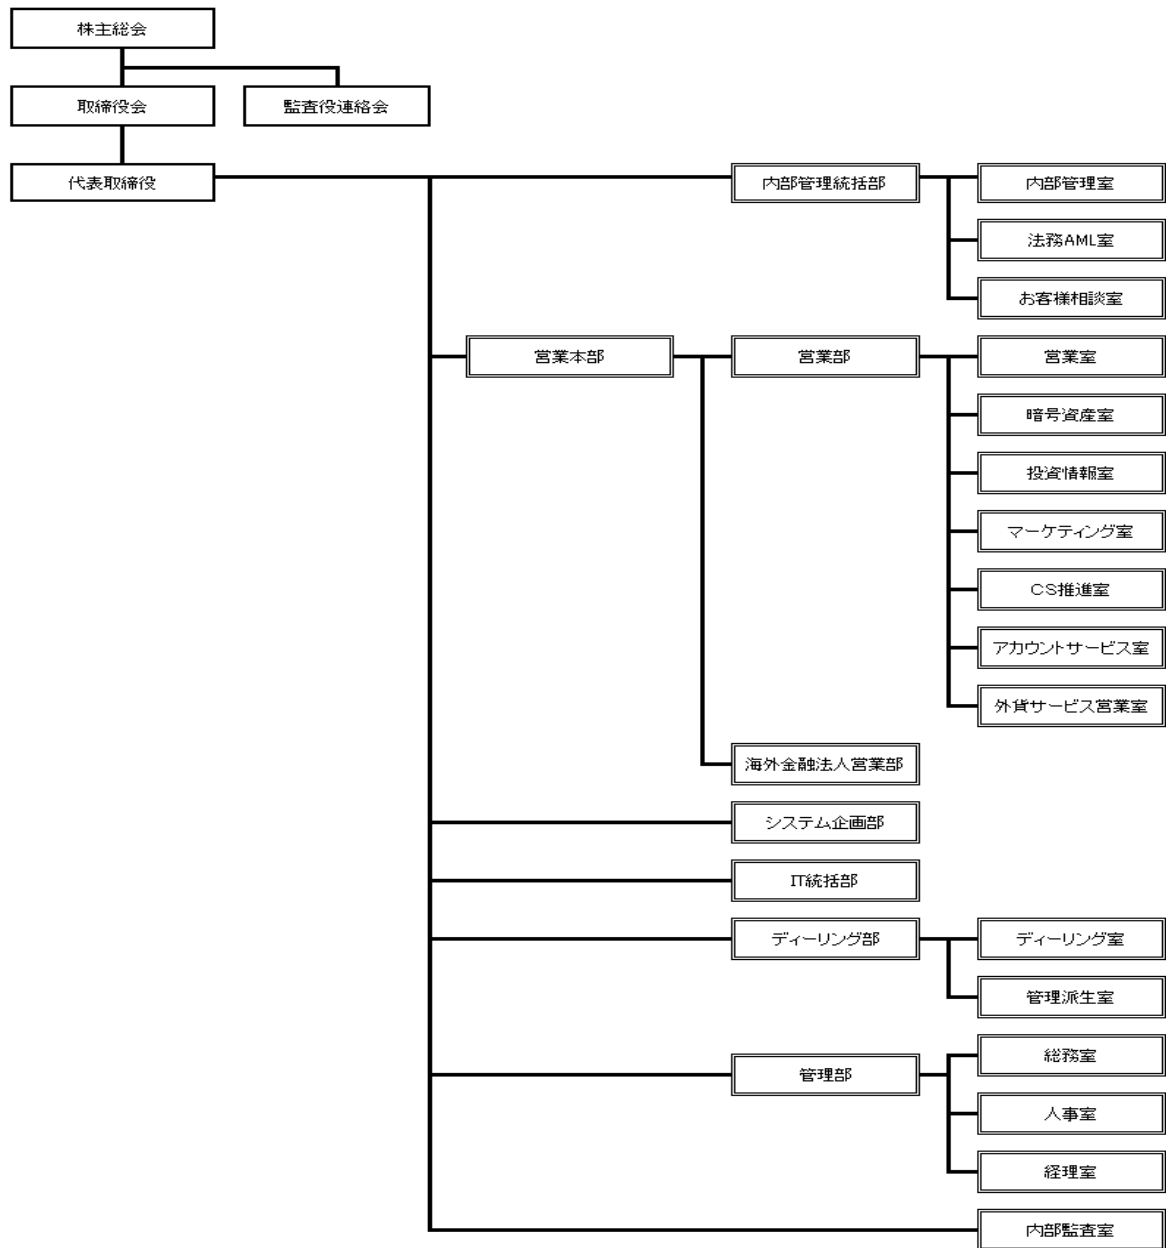 株主総会
取締役会
監査役連絡会
代表取締役
内部管理統括部
内部管理室
法務AML室
お客様相談室
営業本部
営業部
営業室
暗号資産室
投資情報室
マーケティング室
CS推進室
アカウントサービス室
外貨サービス営業室
海外金融法人営業部
システム企画部
IT統括部
ディーリング部
ディーリング室
管理派生室
管理部
総務室
人事室
経理室
内部監査室